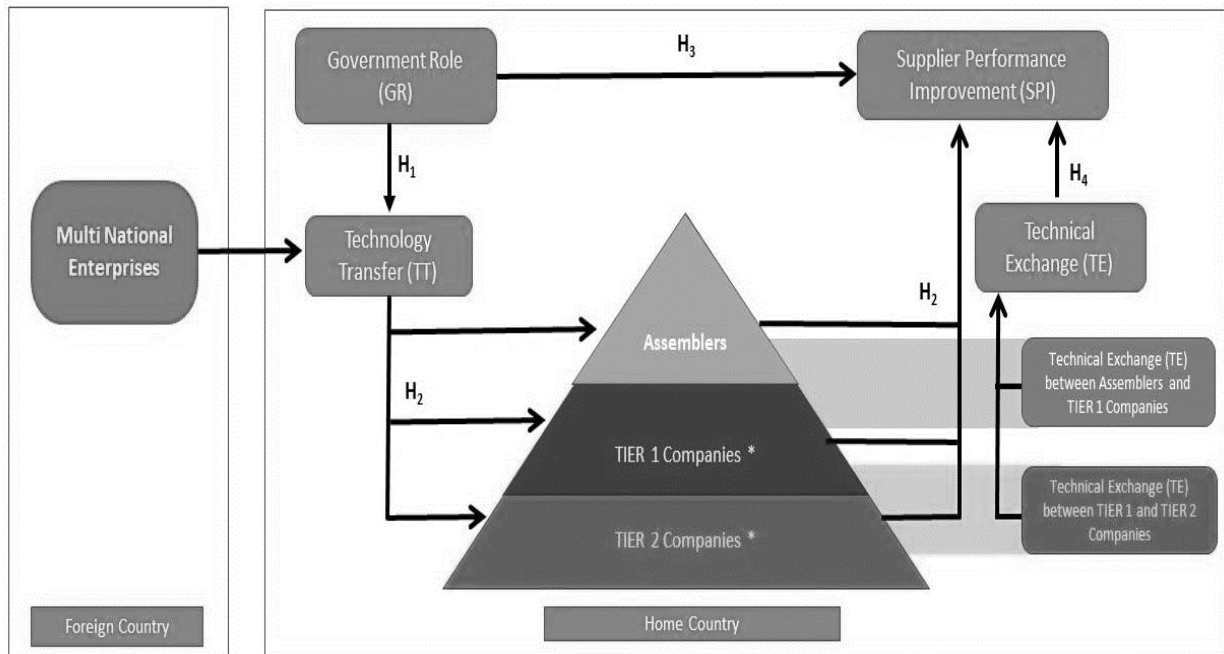 Government Role
(GR)
H3
Supplier Performance
Improvement (SPI)
H1
H4
Multi National
Enterprises
Technology
Transfer (TT)
Technical
Exchange (TE)
H2
Assemblers
Technical Exchange (TE)
between Assemblers and
TIER 1 Companies
H2
TIER 1 Companies *
Technical Exchange (TE)
between TIER 1 and TIER 2
Companies
TIER 2 Companies *
Foreign Country
Home Country